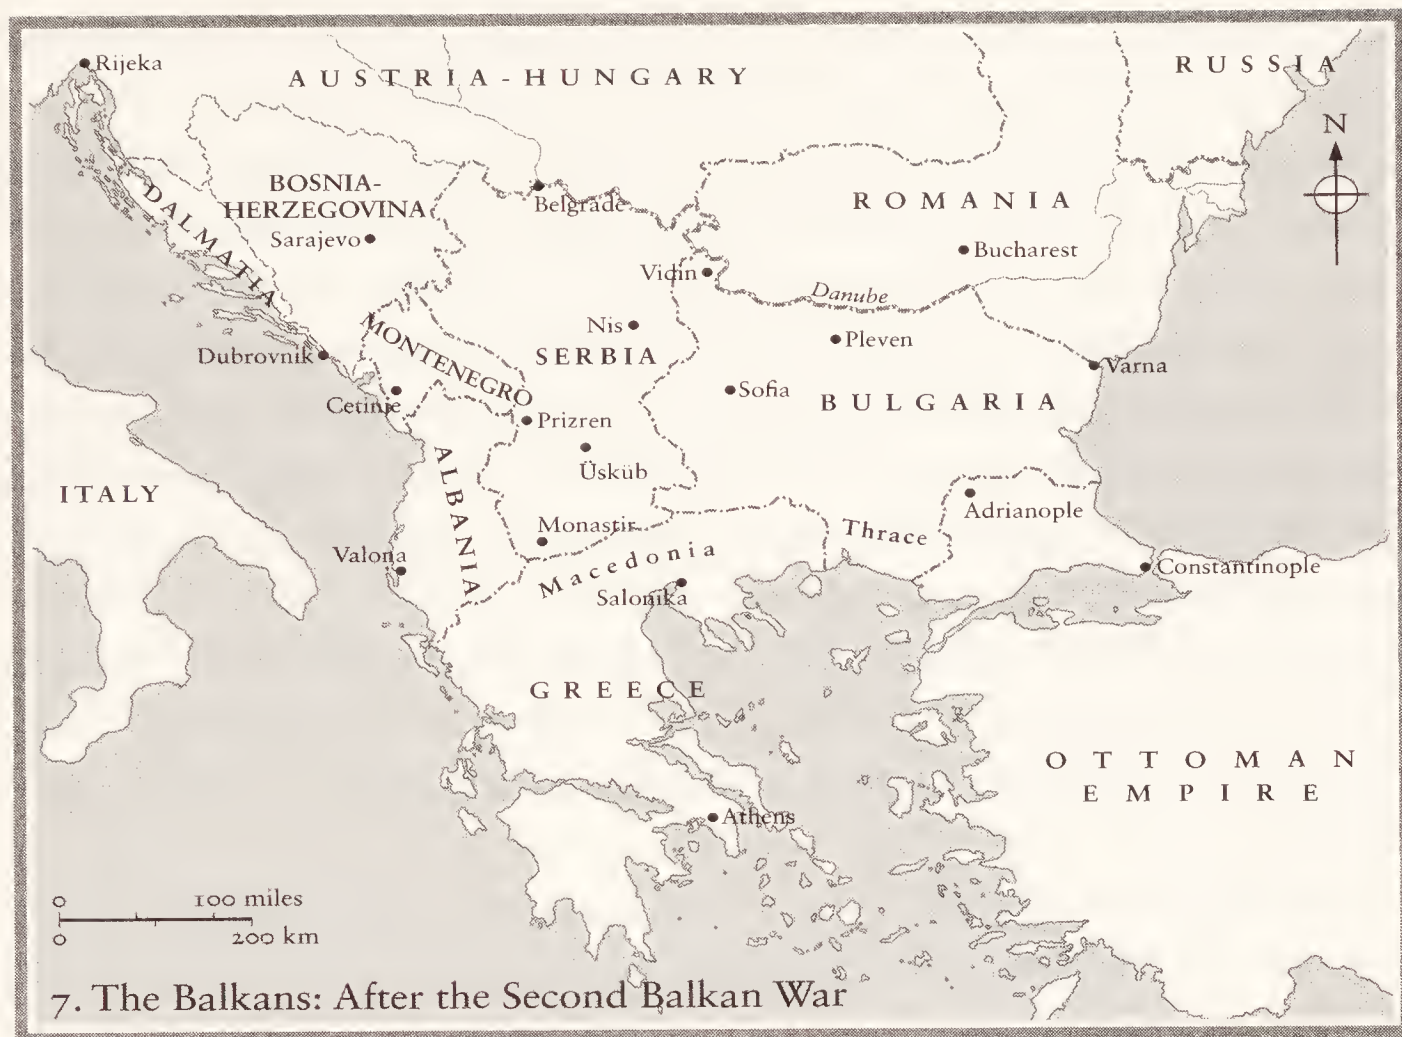 Rijeka
AUSTRIA-HUNGARY
RUSSIA
N
BOSNIA-
HERZEGOVINA
Sarajevo
DALMATIA
Belgrade
ROMANIA
Bucharest
Vidin
Danube
Nis
SERBIA
Pleven
MONTENEGRO
Dubrovnik
Varna
Cetinje
Sofia
BULGARIA
Prizren
Üsküb
ALBANIA
ITALY
Adrianople
Monastir
Thrace
Macedonia
Valona
Constantinople
Salonika
GREECE
OTTOMAN
EMPIRE
Athens
0 100 miles
0 200 km
7. The Balkans: After the Second Balkan War